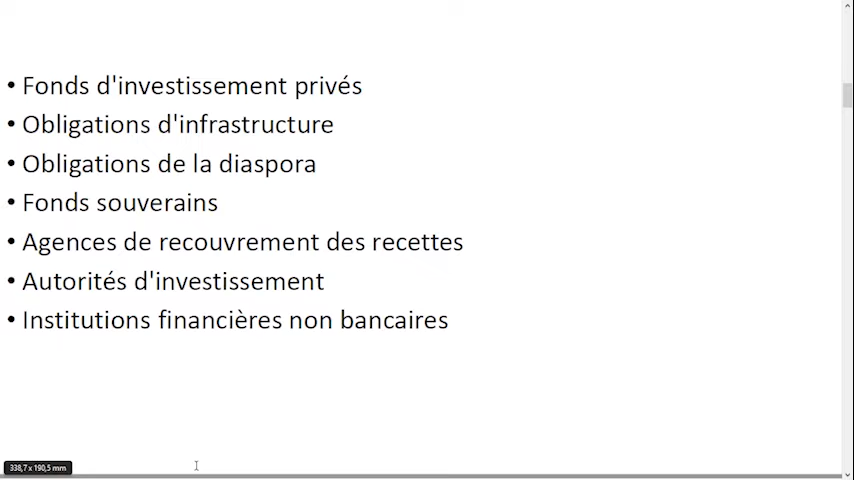 • Fonds d'investissement privés
• Obligations d'infrastructure
• Obligations de la diaspora
• Fonds souverains
• Agences de recouvrement des recettes
• Autorités d'investissement
• Institutions financières non bancaires
338,7 x 190,5 mm